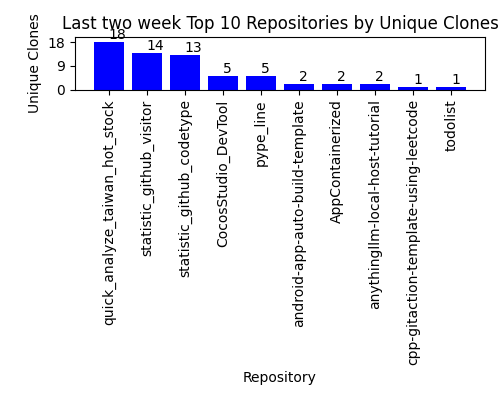 Last two week Top 10 Repositories by Unique Clones
Unique Clones
18
9
0
18
14
13
5
5
2
2
2
1
1
quick_analyze_taiwan_hot_stock
statistic_github_visitor
statistic_github_codetype
CocosStudio_DevTool
pype_line
android-app-auto-build-template
AppContainerized
anythingllm-local-host-tutorial
cpp-gitaction-template-using-leetcode
todolist
Repository